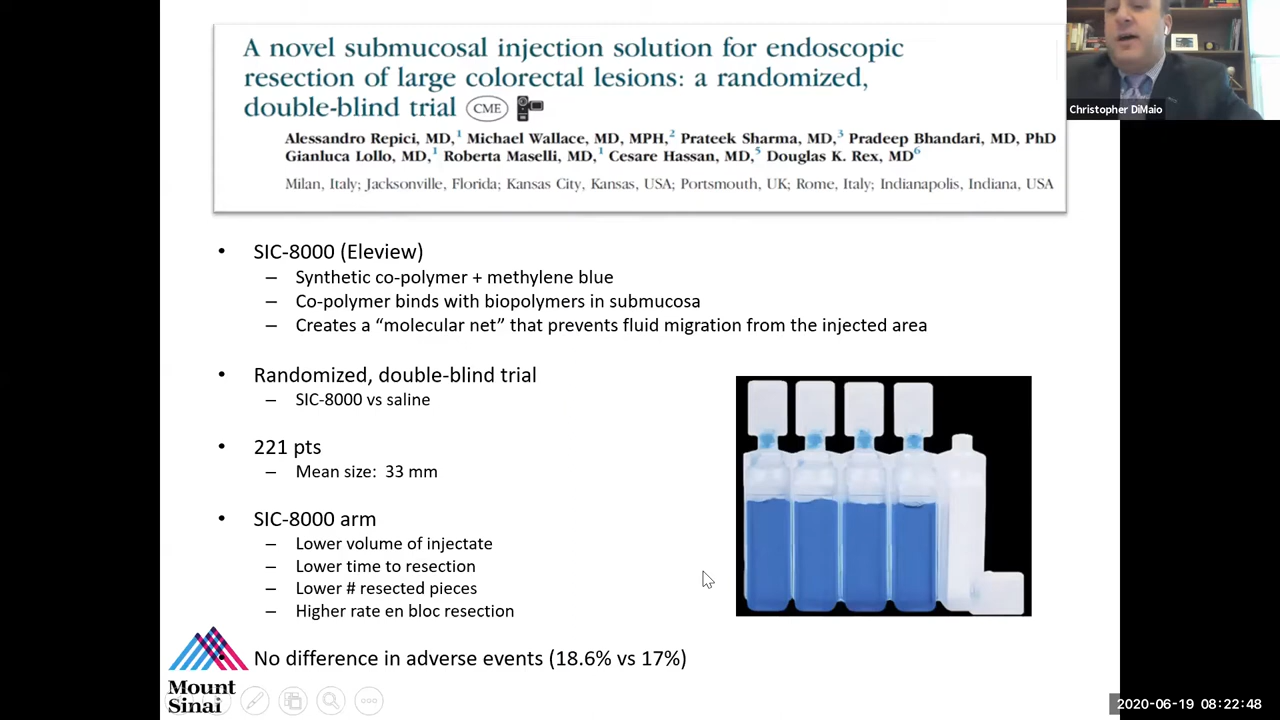 A novel submucosal injection solution for endoscopic
resection of large colorectal lesions: a randomized,
double-blind trial CME
Alessandro Repici, MD,1 Michael Wallace, MD, MPH,2 Prateek Sharma, MD,3 Pradeep Bhandari, MD, PhD
Gianluca Lollo, MD,1 Roberta Maselli, MD,1 Cesare Hassan, MD,5 Douglas K. Rex, MD6
Milan, Italy; Jacksonville, Florida; Kansas City, Kansas, USA; Portsmouth, UK; Rome, Italy; Indianapolis, Indiana, USA
Christopher DiMaio
• SIC-8000 (Eleview)
– Synthetic co-polymer + methylene blue
– Co-polymer binds with biopolymers in submucosa
– Creates a “molecular net” that prevents fluid migration from the injected area
• Randomized, double-blind trial
– SIC-8000 vs saline
• 221 pts
– Mean size: 33 mm
• SIC-8000 arm
– Lower volume of injectate
– Lower time to resection
– Lower # resected pieces
– Higher rate en bloc resection
• No difference in adverse events (18.6% vs 17%)
Mount
Sinai
2020-06-19 08:22:48